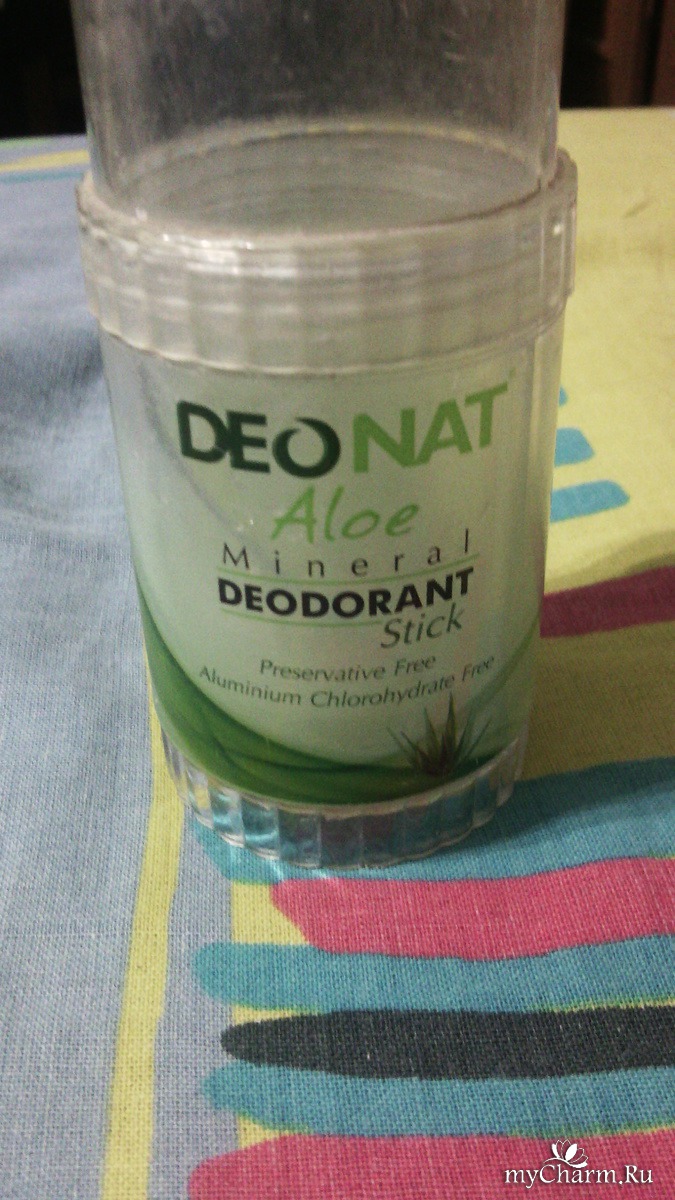 DEONAT
Aloe
Mineral
DEODORANT
Stick
Preservative Free
Aluminium Chlorohydrate Free
myCharm.Ru